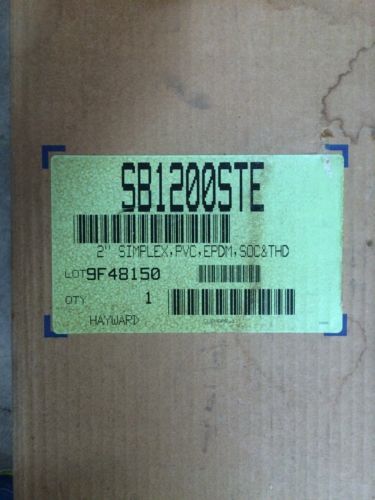 SB1200STE
2" SIMPLEX,PVC,EPDM,SOC&THD
LOT 9F48150
QTY 1
HAYWARD